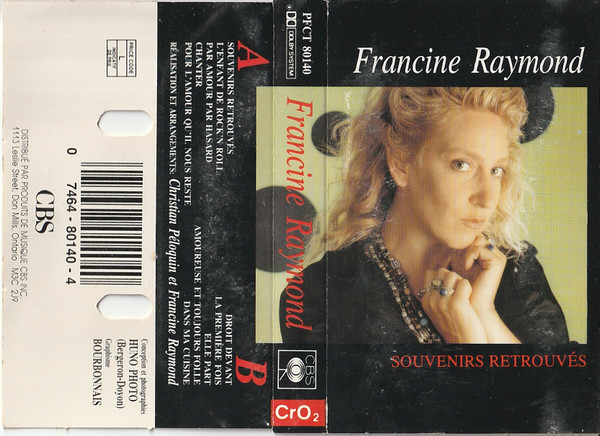 Francine Raymond
SOUVENIRS RETROUVÉS
PFCT 80140
DOLBY SYSTEM
Francine Raymond
CBS
CrO2
A
SOUVENIRS RETROUVÉS
L'ENFANT DE ROCK'N ROLL
PAR AMOUR PAR HASARD
CHANTER
POUR L'AMOUR QU'IL NOUS RESTE
B
DROIT DEVANT
LA PREMIÈRE FOIS
ELLE PART
AMOUREUSE ET TOUJOURS FOLLE
DANS MA CUISINE
RÉALISATION ET ARRANGEMENTS: Christian Péloquin et Francine Raymond
PRICE CODE
L
INDICATIF
DE PRIX
0 7464-80140-4
CBS
DISTRIBUÉ PAR PRODUITS DE MUSIQUE CBS INC.
1113 Leslie Street, Don Mills, Ontario M3C 2J9
Conception et photographies
HUNO PHOTO
(Bergeron-Doyon)
Graphisme
BOURBONNAIS